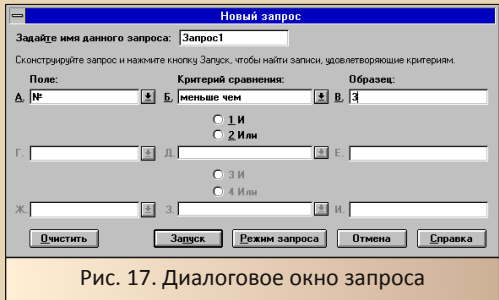 Новый запрос
Задайте имя данного запроса: Запрос1
Сконструируйте запрос и нажмите кнопку Запуск, чтобы найти записи, удовлетворяющие критериям.
Поле: Критерий сравнения: Образец:
А. № Б. меньше чем В. 3
1 И
2 Или
Г. Д. Е.
3 И
4 Или
Ж. З. И.
Очистить Запуск Режим запроса Отмена Справка
Рис. 17. Диалоговое окно запроса